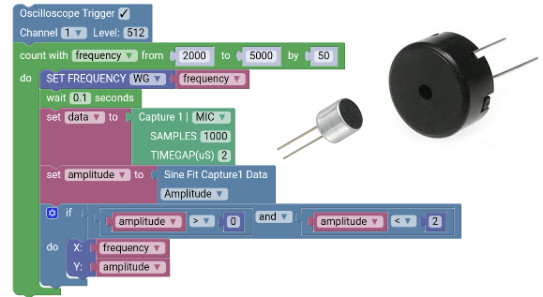 Oscilloscope Trigger ✓
Channel 1 ▼ Level: 512
count with frequency ▼ from 2000 to 5000 by 50
do SET FREQUENCY WG ▼ frequency ▼
wait 0.1 seconds
set data ▼ to Capture 1 | MIC ▼
SAMPLES 1000
TIMEGAP(uS) 2
set amplitude ▼ to Sine Fit Capture1 Data
Amplitude ▼
if amplitude ▼ > ▼ 0 and ▼ amplitude ▼ < ▼ 2
do X: frequency ▼
Y: amplitude ▼